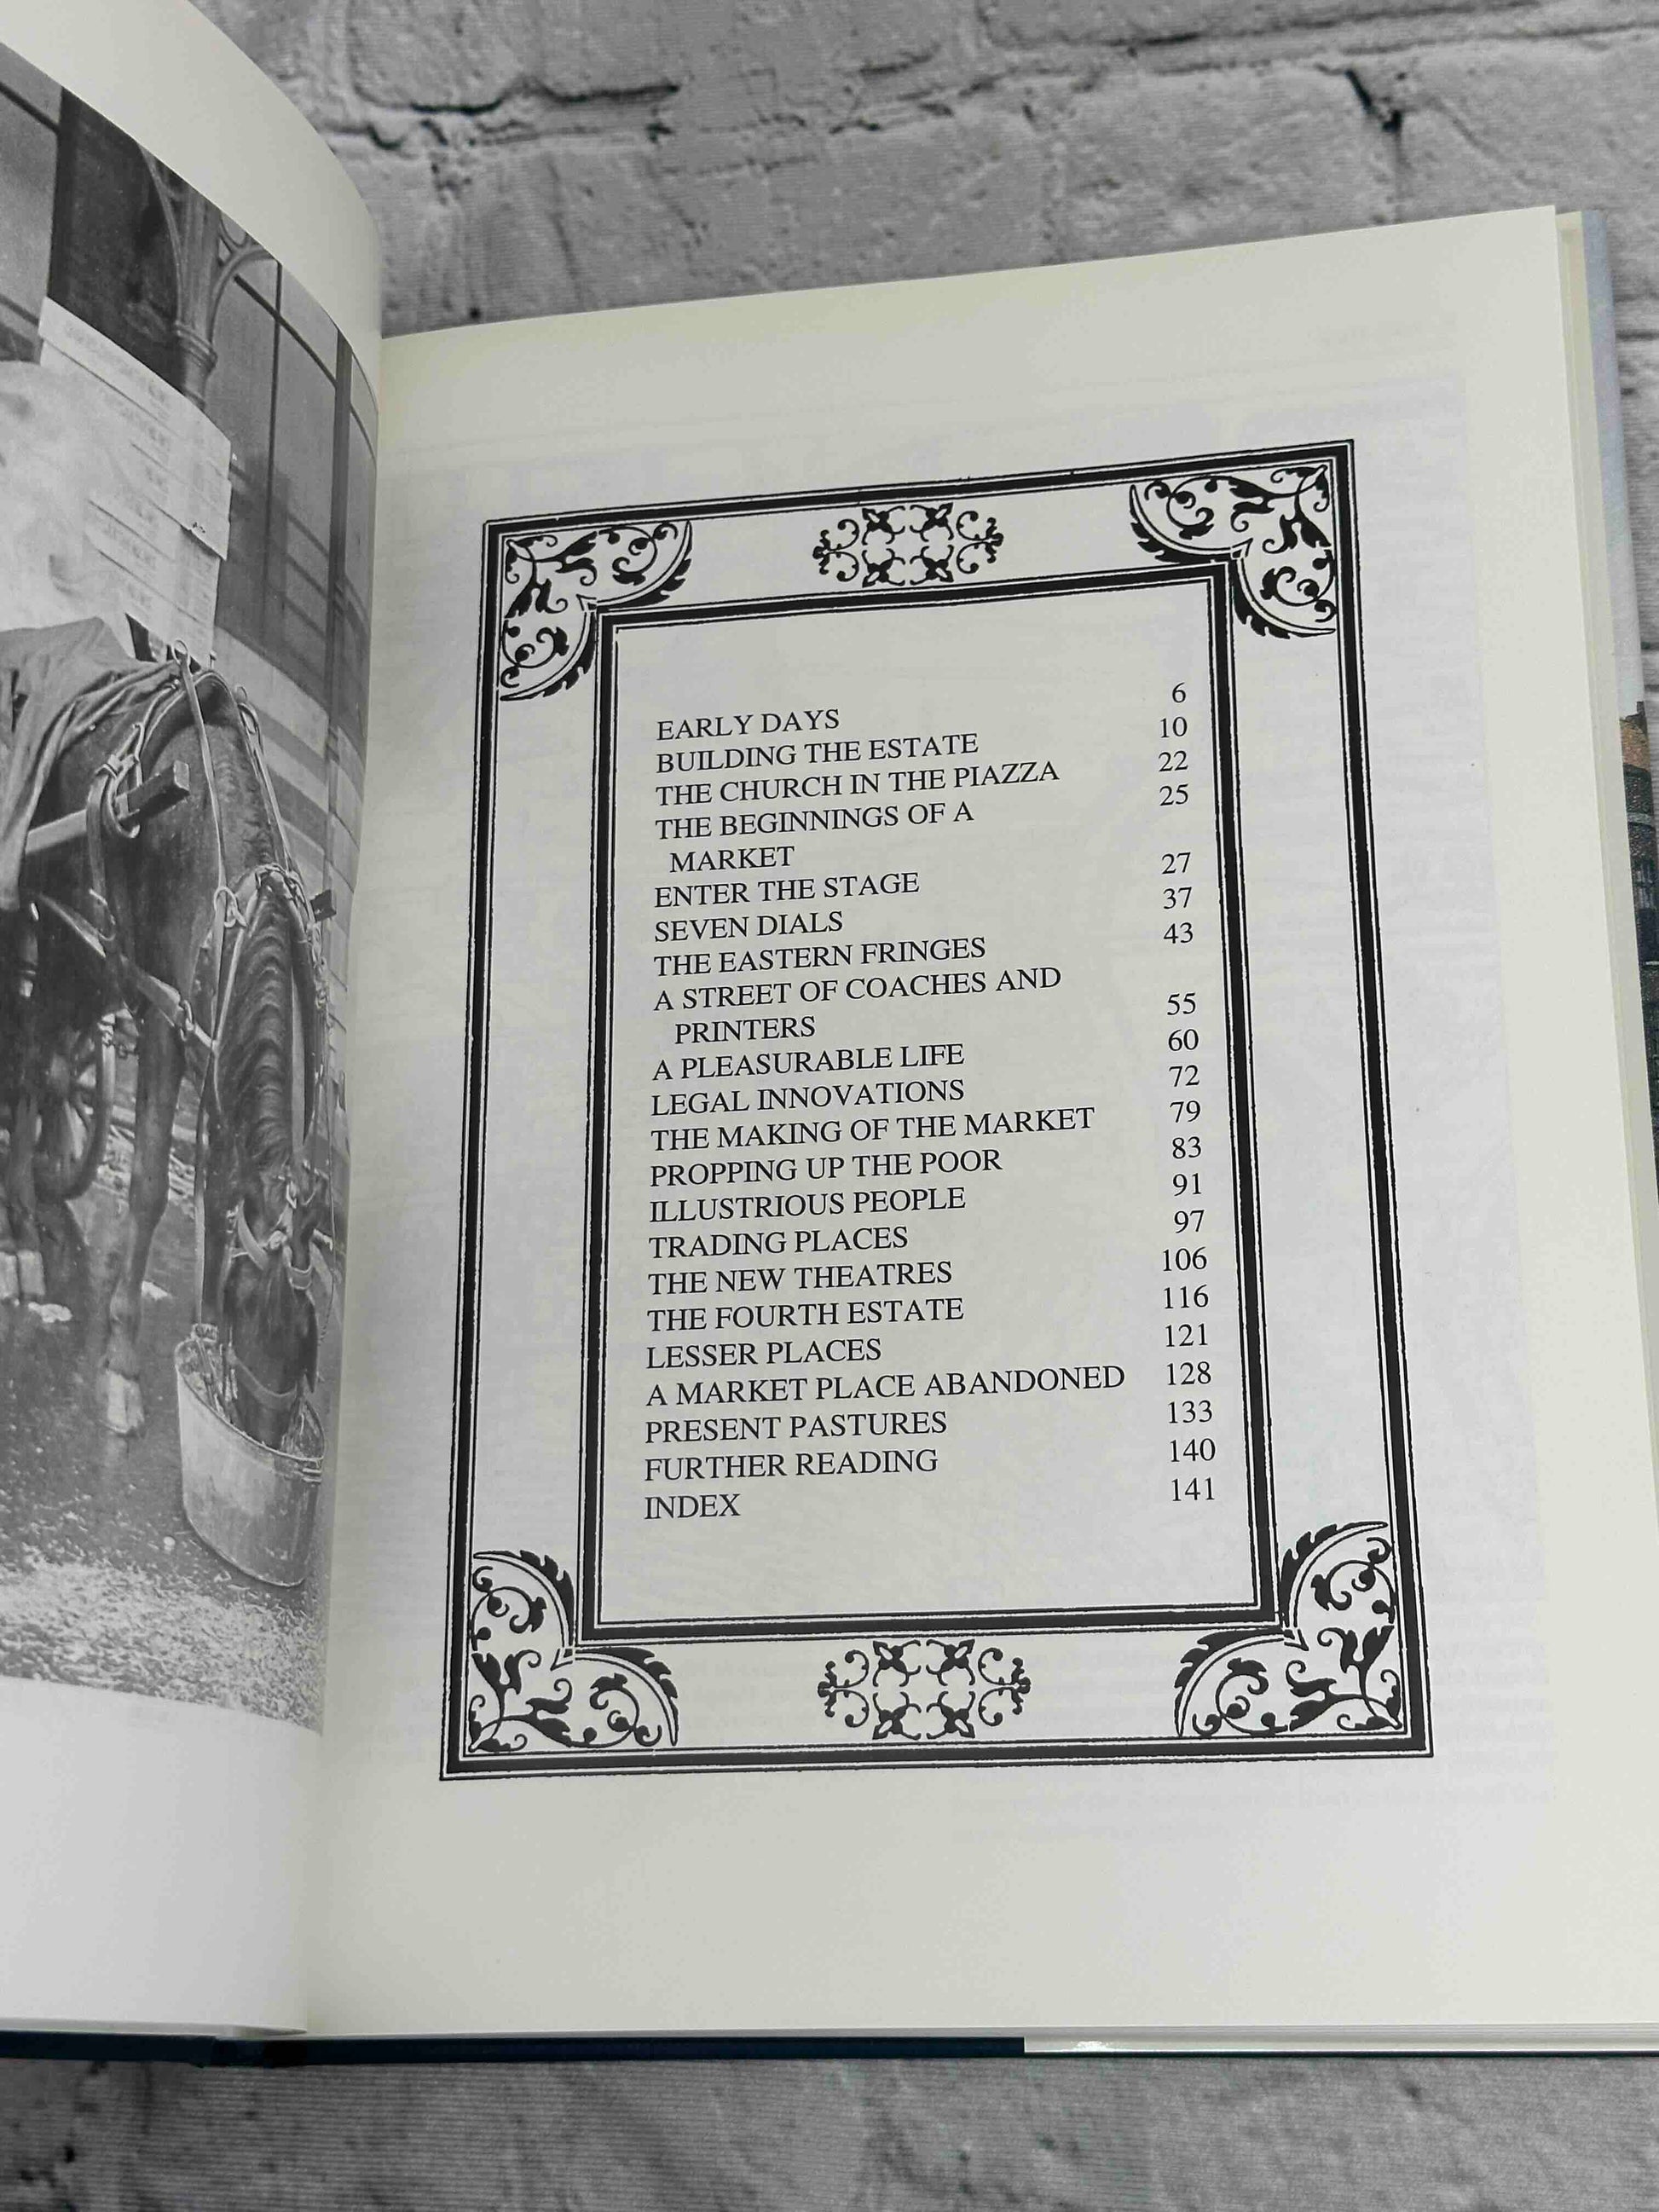 EARLY DAYS 6
BUILDING THE ESTATE 10
THE CHURCH IN THE PIAZZA 22
THE BEGINNINGS OF A 25
MARKET
ENTER THE STAGE 27
SEVEN DIALS 37
THE EASTERN FRINGES 43
A STREET OF COACHES AND
PRINTERS 55
A PLEASURABLE LIFE 60
LEGAL INNOVATIONS 72
THE MAKING OF THE MARKET 79
PROPPING UP THE POOR 83
ILLUSTRIOUS PEOPLE 91
TRADING PLACES 97
THE NEW THEATRES 106
THE FOURTH ESTATE 116
LESSER PLACES 121
A MARKET PLACE ABANDONED 128
PRESENT PASTURES 133
FURTHER READING 140
INDEX 141